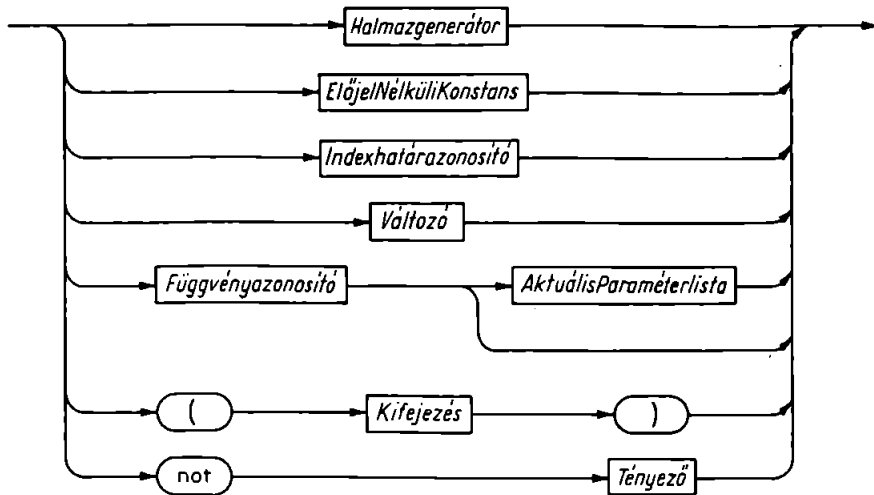 Halmazgenerátor
ElőjelNélküliKonstans
Indexhatárazonosító
Változó
Függvényazonosító AktuálisParaméterlista
( Kifejezés )
not Tényező